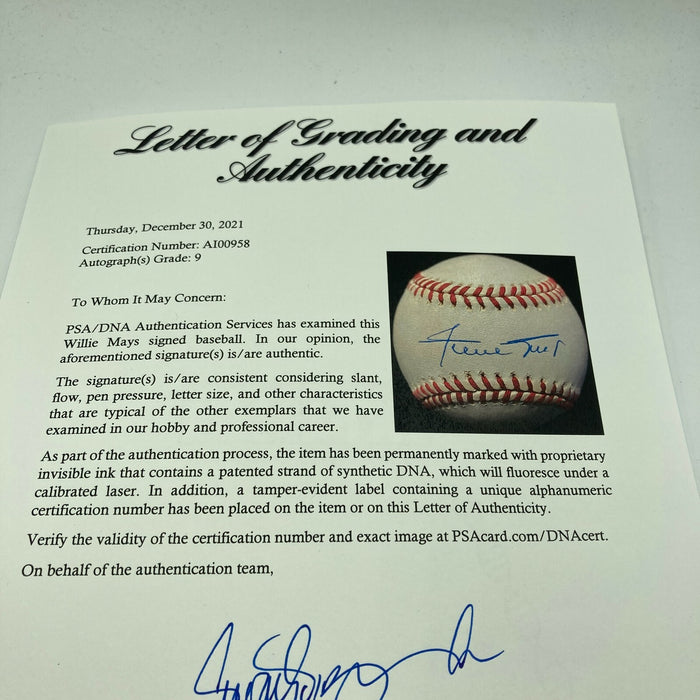 Letter of Grading and
Authenticity
Thursday, December 30, 2021
Certification Number: AI00958
Autograph(s) Grade: 9
To Whom It May Concern:
PSA/DNA Authentication Services has examined this
Willie Mays signed baseball. In our opinion, the
aforementioned signature(s) is/are authentic.
The signature(s) is/are consistent considering slant,
flow, pen pressure, letter size, and other characteristics
that are typical of the other exemplars that we have
examined in our hobby and professional career.
Willie Mays
As part of the authentication process, the item has been permanently marked with proprietary
invisible ink that contains a patented strand of synthetic DNA, which will fluoresce under a
calibrated laser. In addition, a tamper-evident label containing a unique alphanumeric
certification number has been placed on the item or on this Letter of Authenticity.
Verify the validity of the certification number and exact image at PSAcard.com/DNAcert.
On behalf of the authentication team,